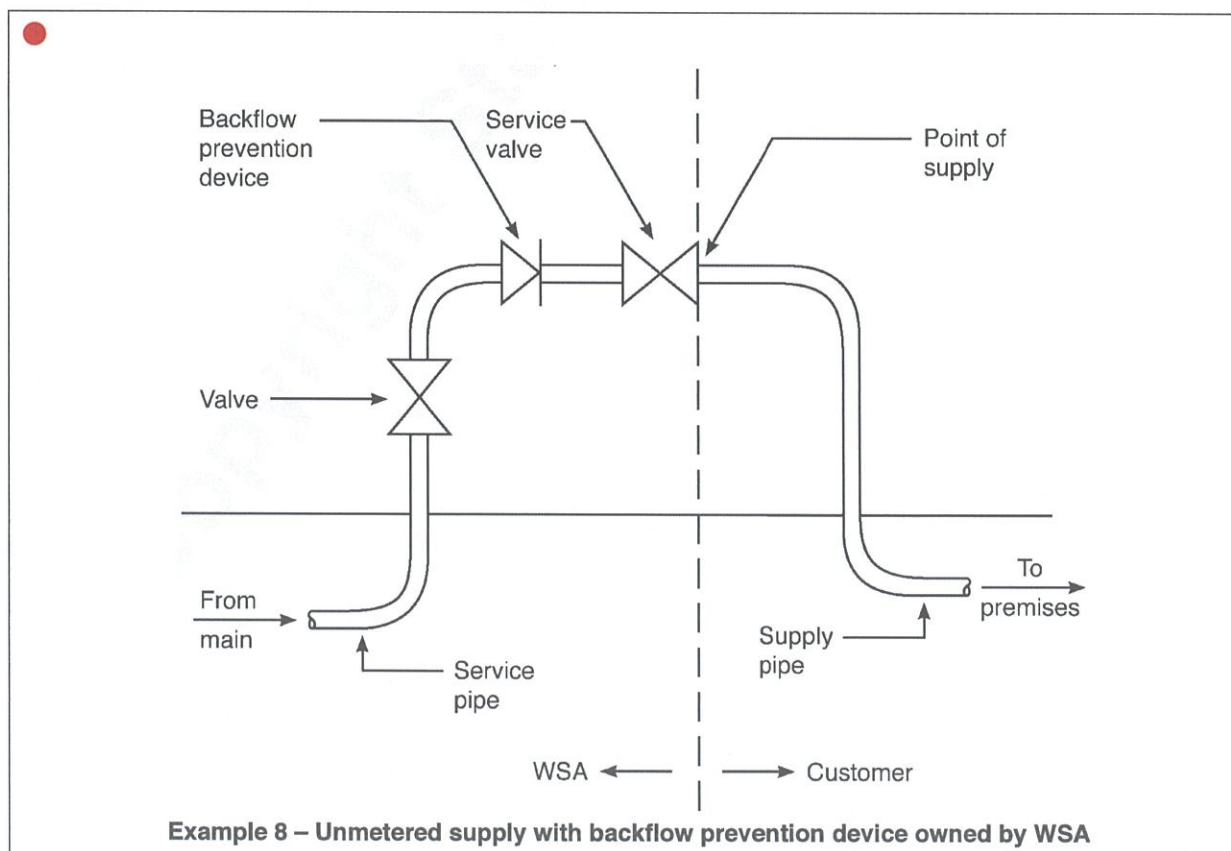 Backflow
prevention
device
Service
valve
Point of
supply
Valve
From
main
Service
pipe
To
premises
Supply
pipe
WSA
Customer
Example 8 – Unmetered supply with backflow prevention device owned by WSA